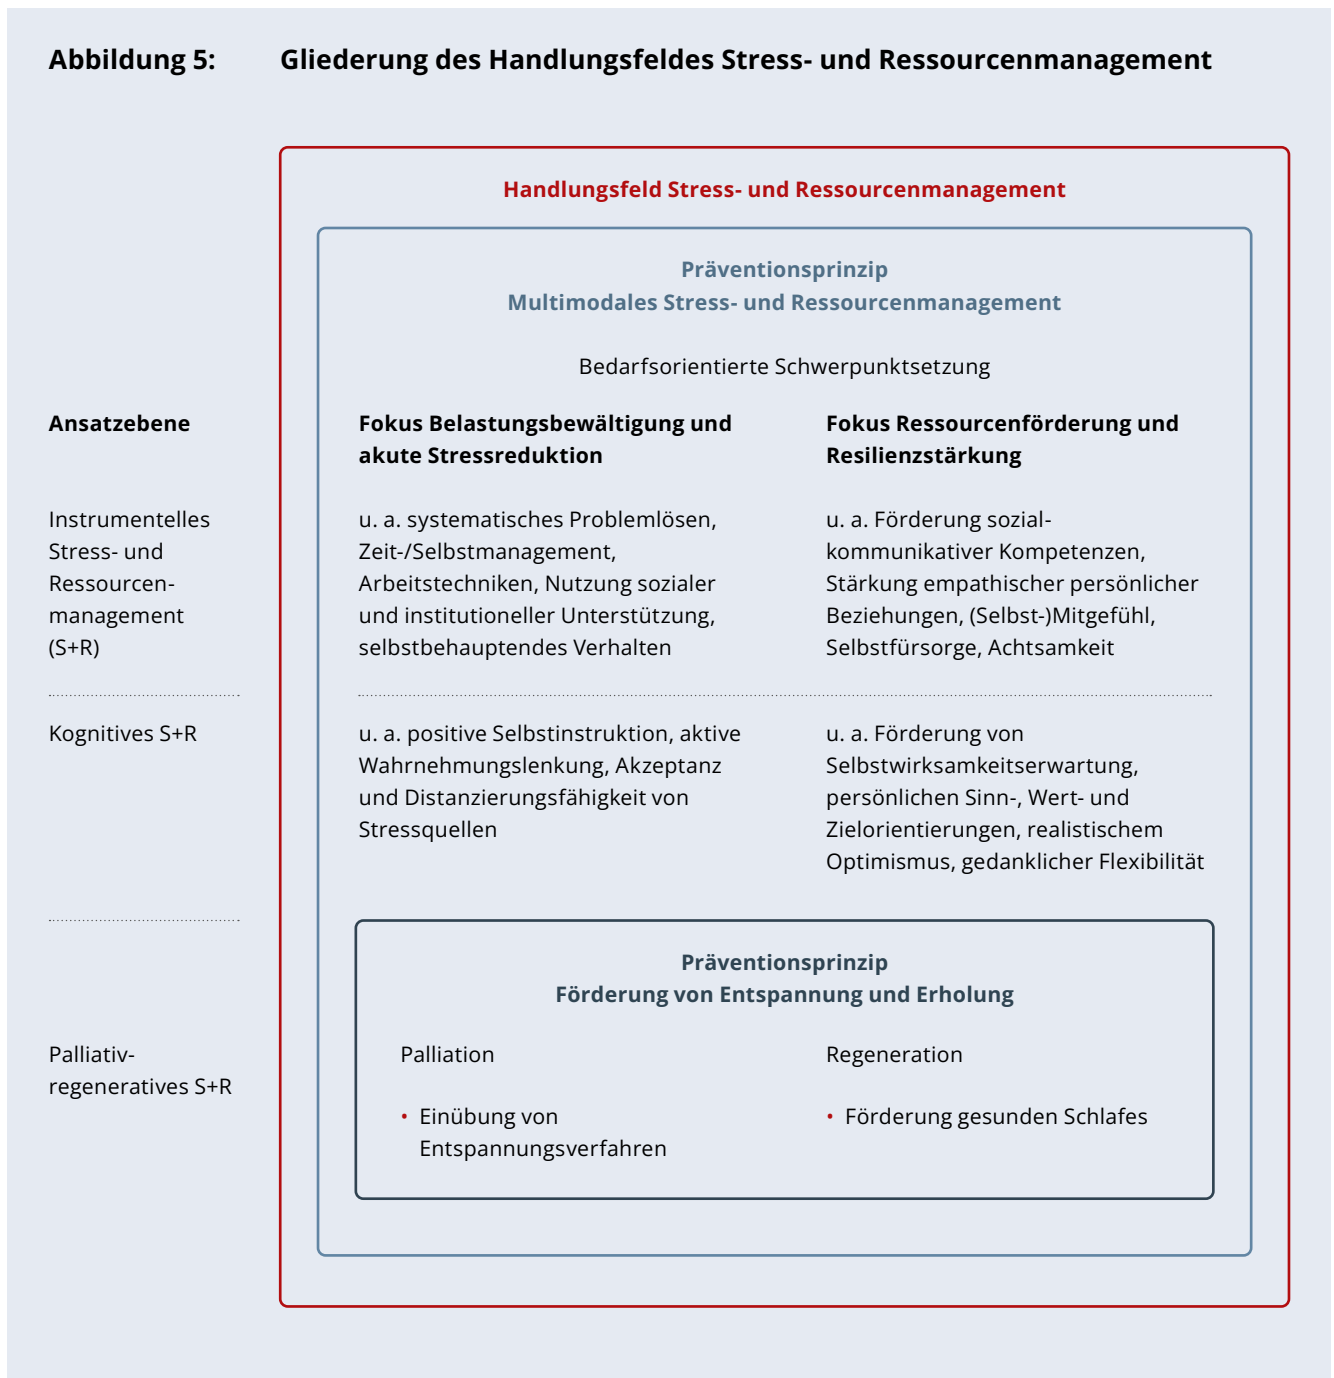 Abbildung 5: Gliederung des Handlungsfeldes Stress- und Ressourcenmanagement
Handlungsfeld Stress- und Ressourcenmanagement
Präventionsprinzip
Multimodales Stress- und Ressourcenmanagement
Bedarfsorientierte Schwerpunktsetzung
Ansatzebene
Fokus Belastungsbewältigung und
akute Stressreduktion
Fokus Ressourcenförderung und
Resilienzstärkung
Instrumentelles
Stress- und
Ressourcen-
management
(S+R)
u. a. systematisches Problemlösen,
Zeit-/Selbstmanagement,
Arbeitstechniken, Nutzung sozialer
und institutioneller Unterstützung,
selbstbehauptendes Verhalten
u. a. Förderung sozial-
kommunikativer Kompetenzen,
Stärkung empathischer persönlicher
Beziehungen, (Selbst-)Mitgefühl,
Selbstfürsorge, Achtsamkeit
Kognitives S+R
u. a. positive Selbstinstruktion, aktive
Wahrnehmungslenkung, Akzeptanz
und Distanzierungsfähigkeit von
Stressquellen
u. a. Förderung von
Selbstwirksamkeitserwartung,
persönlichen Sinn-, Wert- und
Zielorientierungen, realistischem
Optimismus, gedanklicher Flexibilität
Präventionsprinzip
Förderung von Entspannung und Erholung
Palliativ-
regeneratives S+R
Palliation
• Einübung von
Entspannungsverfahren
Regeneration
• Förderung gesunden Schlafes